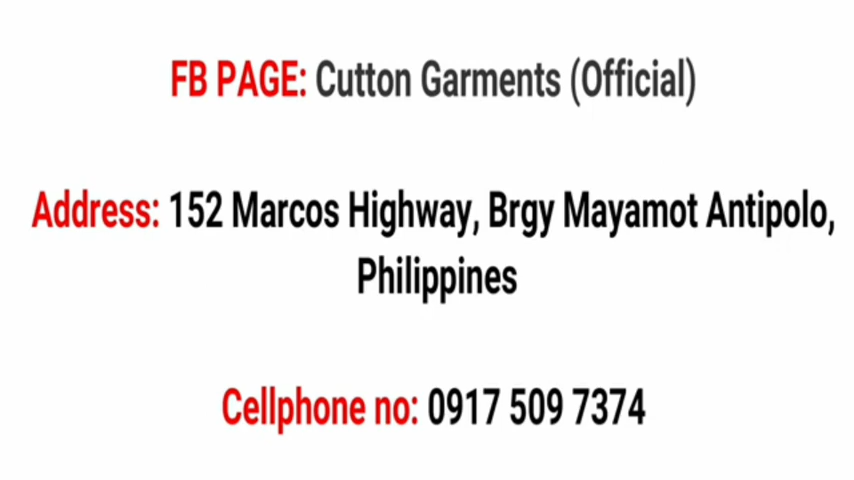 FB PAGE: Cutton Garments (Official)
Address: 152 Marcos Highway, Brgy Mayamot Antipolo,
Philippines
Cellphone no: 0917 509 7374